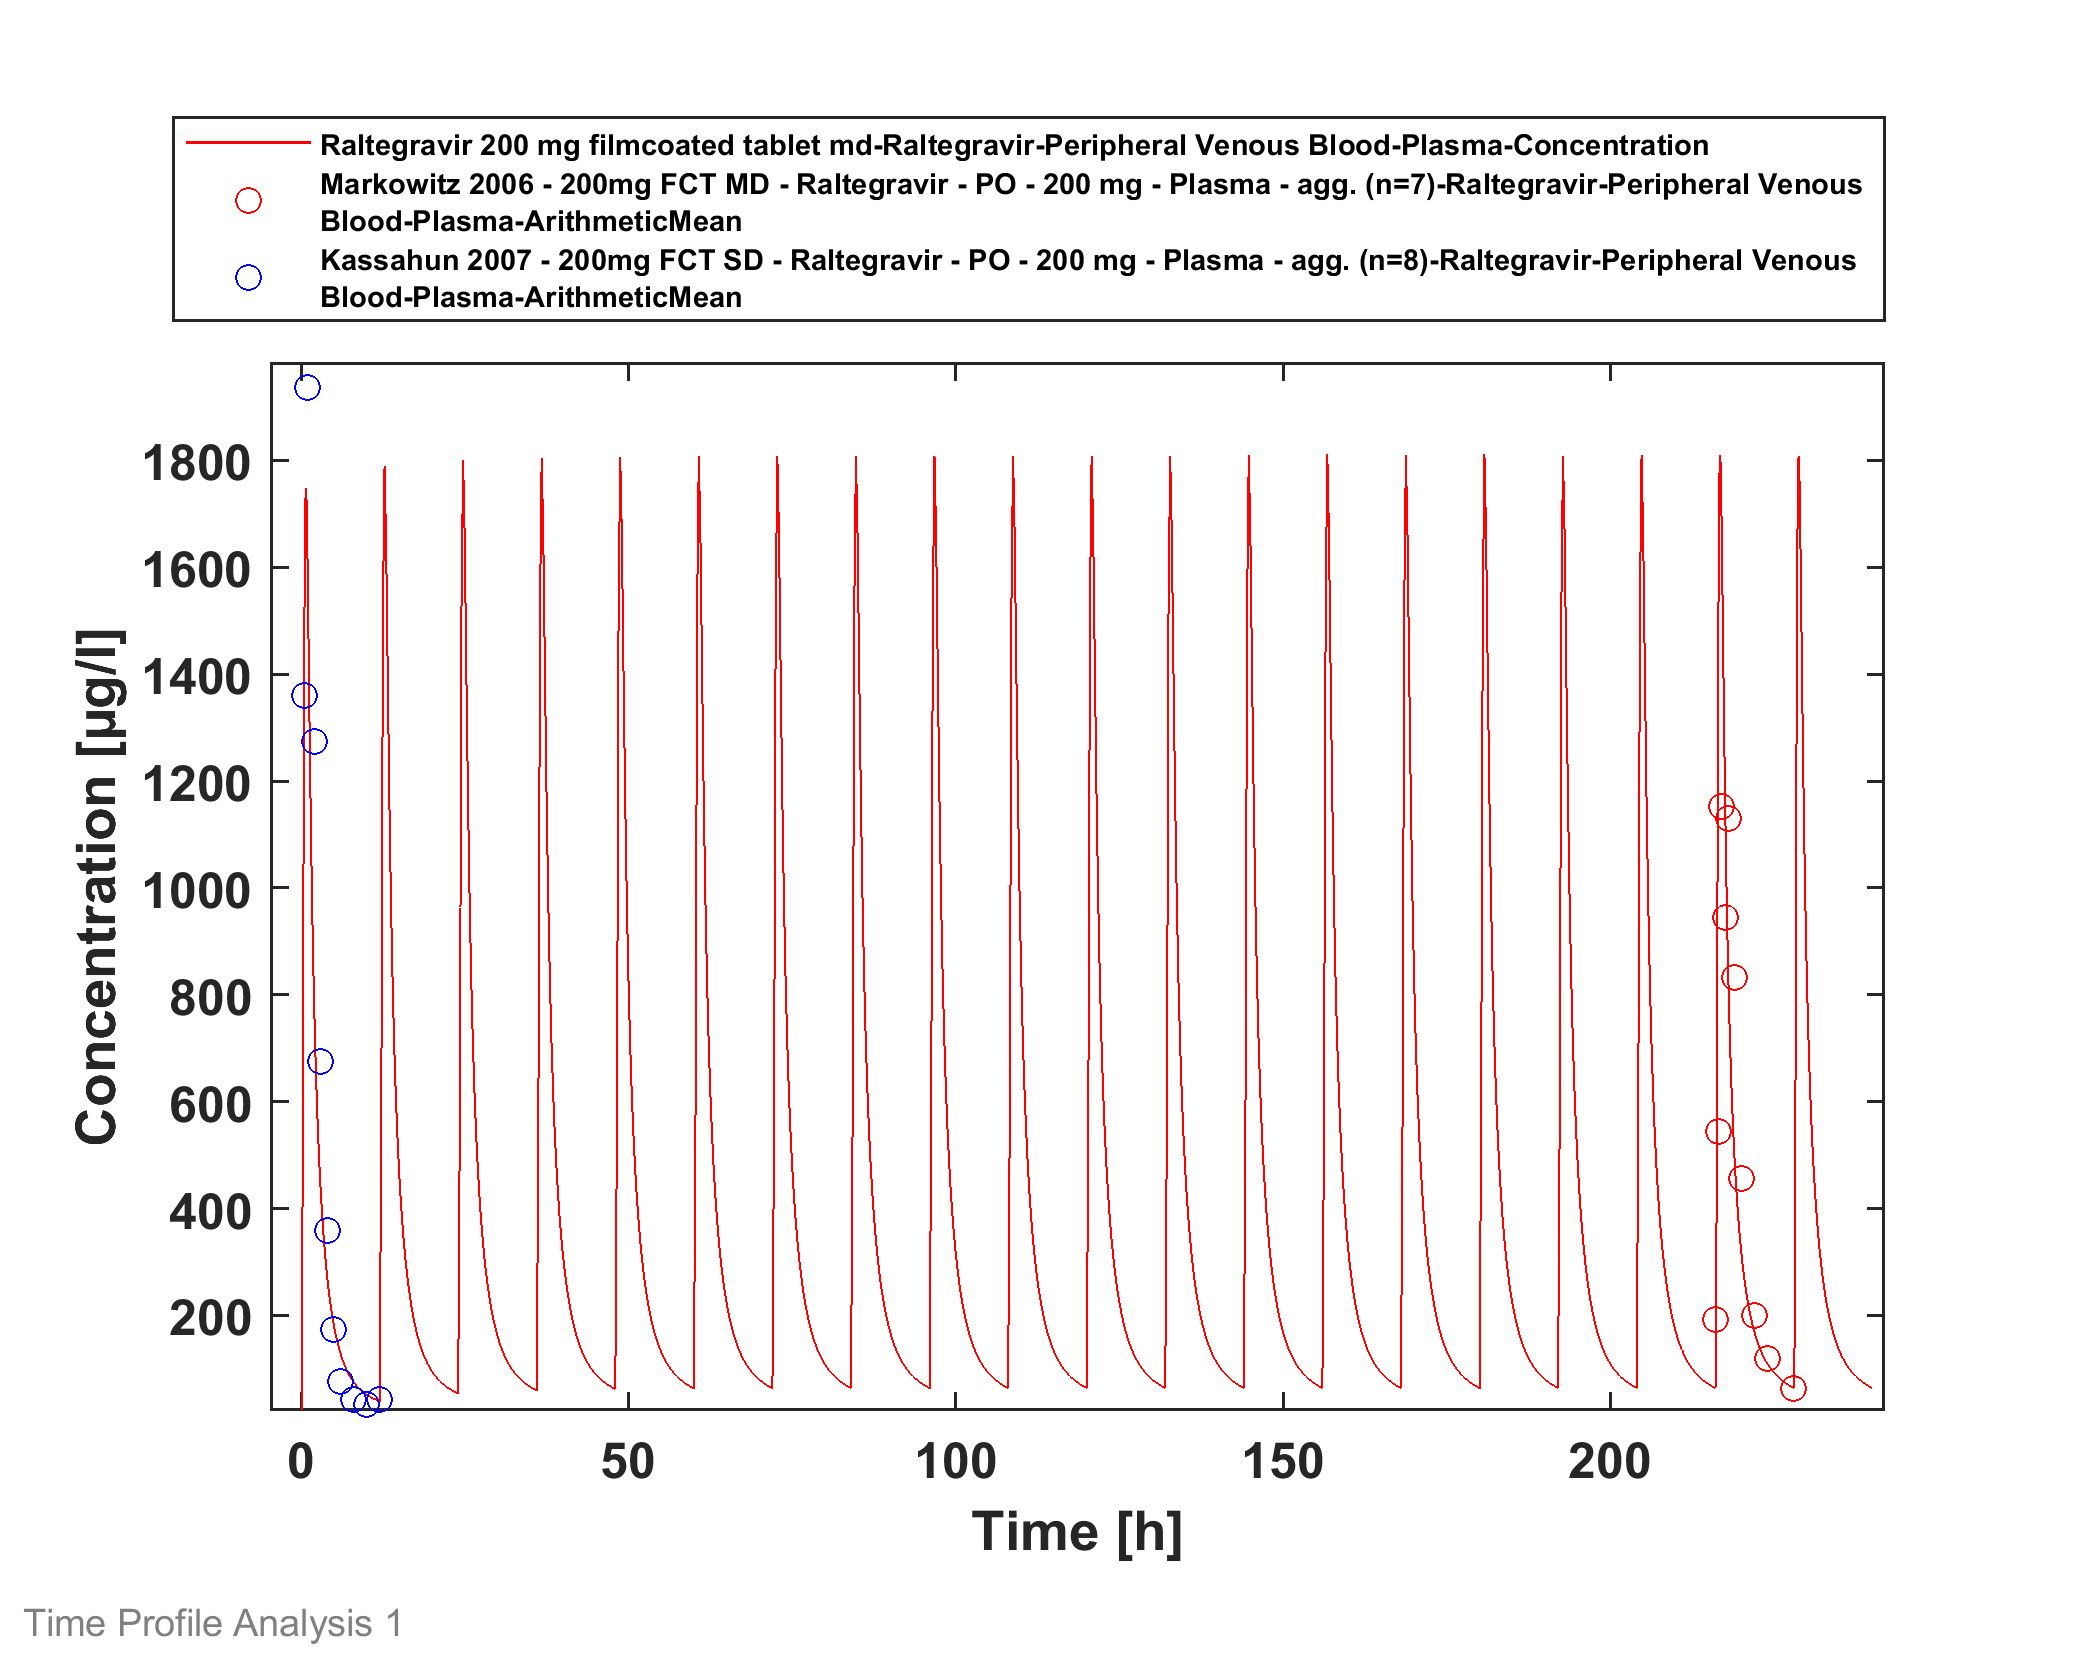 Raltegravir 200 mg filmcoated tablet md-Raltegravir-Peripheral Venous Blood-Plasma-Concentration
Markowitz 2006 - 200mg FCT MD - Raltegravir - PO - 200 mg - Plasma - agg. (n=7)-Raltegravir-Peripheral Venous
Blood-Plasma-ArithmeticMean
Kassahun 2007 - 200mg FCT SD - Raltegravir - PO - 200 mg - Plasma - agg. (n=8)-Raltegravir-Peripheral Venous
Blood-Plasma-ArithmeticMean
1800
1600
1400
1200
1000
800
600
400
200
Concentration [µg/l]
0 50 100 150 200
Time [h]
Time Profile Analysis 1